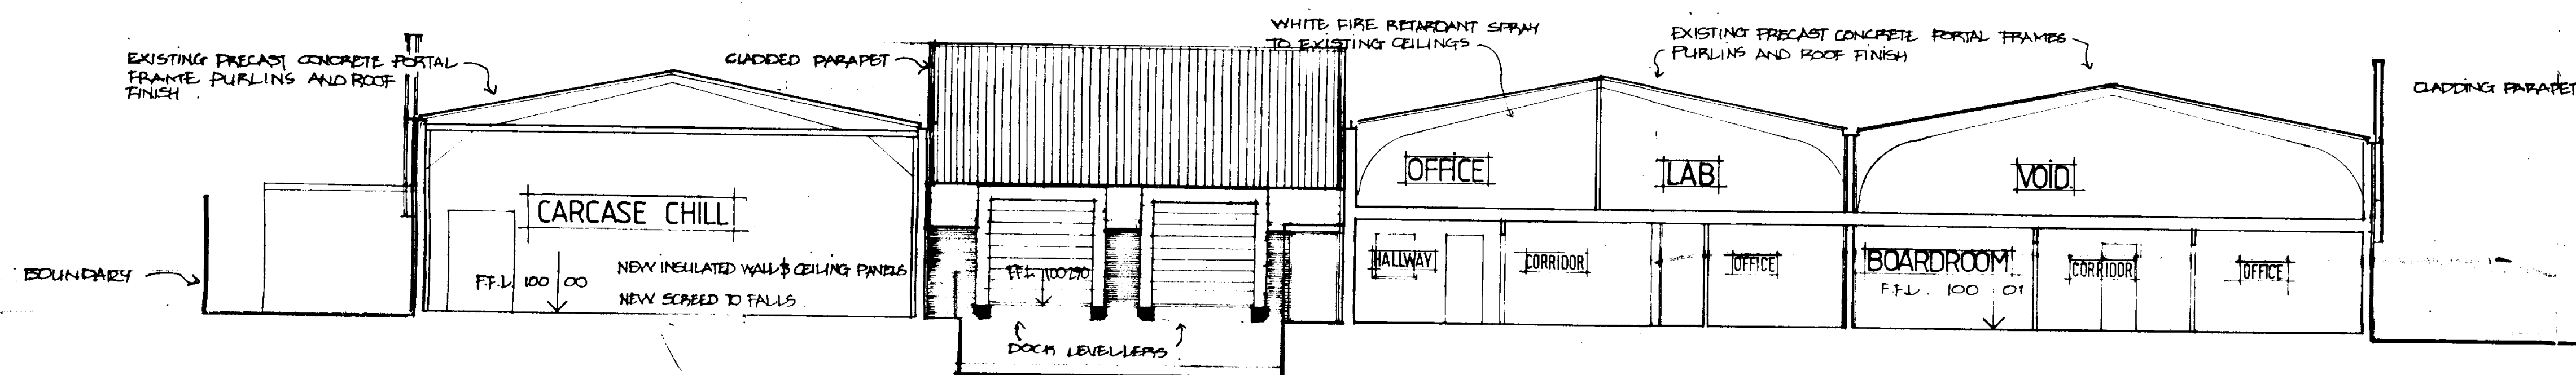 EXISTING PRECAST CONCRETE PORTAL
FRAME PURLINS AND ROOF
FINISH.
CLADDED PARAPET
WHITE FIRE RETARDANT SPRAY
TO EXISTING CEILINGS
EXISTING PRECAST CONCRETE PORTAL FRAMES
PURLINS AND ROOF FINISH
CLADDING PARAPET
OFFICE
LAB
VOID
CARCASE CHILL
BOUNDARY
F.F.L. 100 00
NEW INSULATED WALL & CEILING PANELS
NEW SCREED TO FALLS
F.F.L. 100290
DOCK LEVELLERS
HALLWAY
CORRIDOR
OFFICE
BOARDROOM
F.F.L. 100 01
CORRIDOR
OFFICE